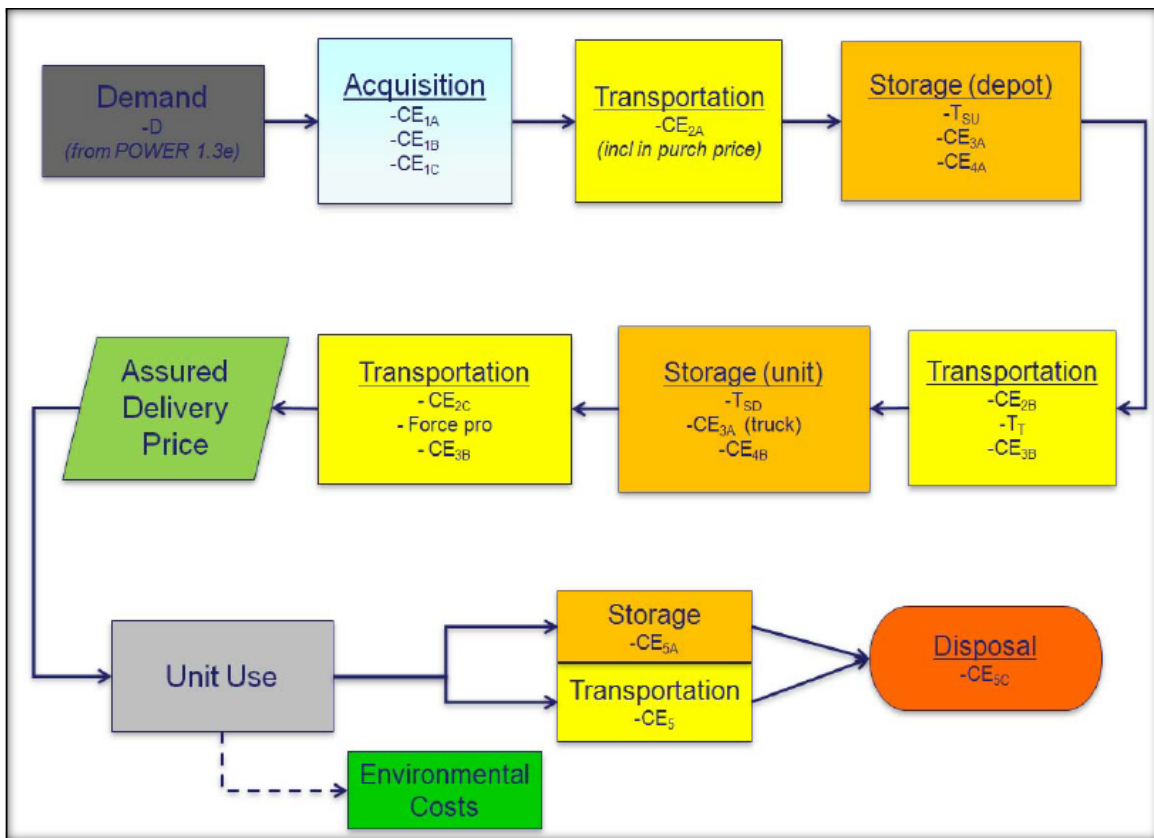 Demand
-D
(from POWER 1.3e)
Acquisition
-CE1A
-CE1B
-CE1C
Transportation
-CE2A
(incl in purch price)
Storage (depot)
-TSU
-CE3A
-CE4A
Transportation
-CE2B
-TT
-CE3B
Storage (unit)
-TSD
-CE3A (truck)
-CE4B
Transportation
- CE2C
- Force pro
- CE3B
Assured
Delivery
Price
Unit Use
Storage
-CE5A
Transportation
-CE5
Disposal
-CE5C
Environmental
Costs